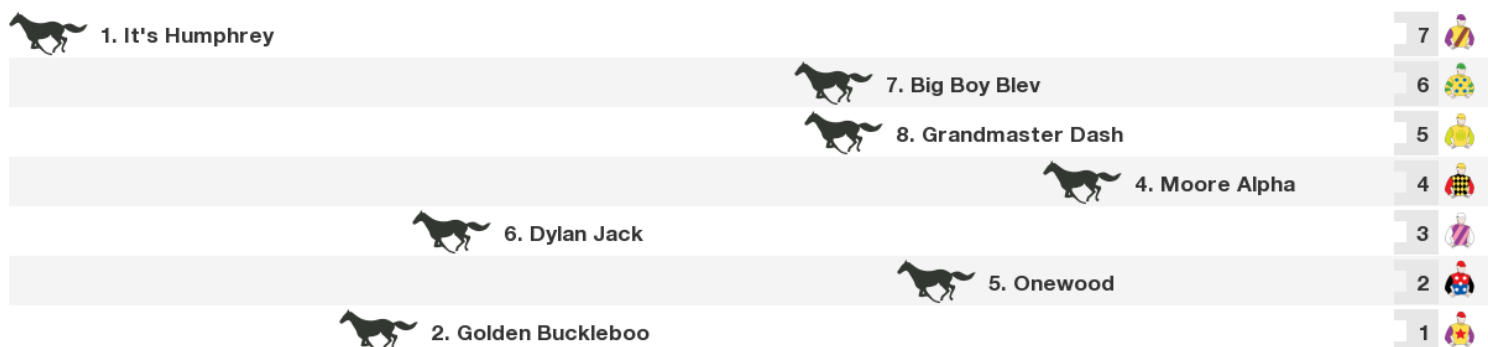 1. It's Humphrey 7
7. Big Boy Blev 6
8. Grandmaster Dash 5
4. Moore Alpha 4
6. Dylan Jack 3
5. Onewood 2
2. Golden Buckleboo 1